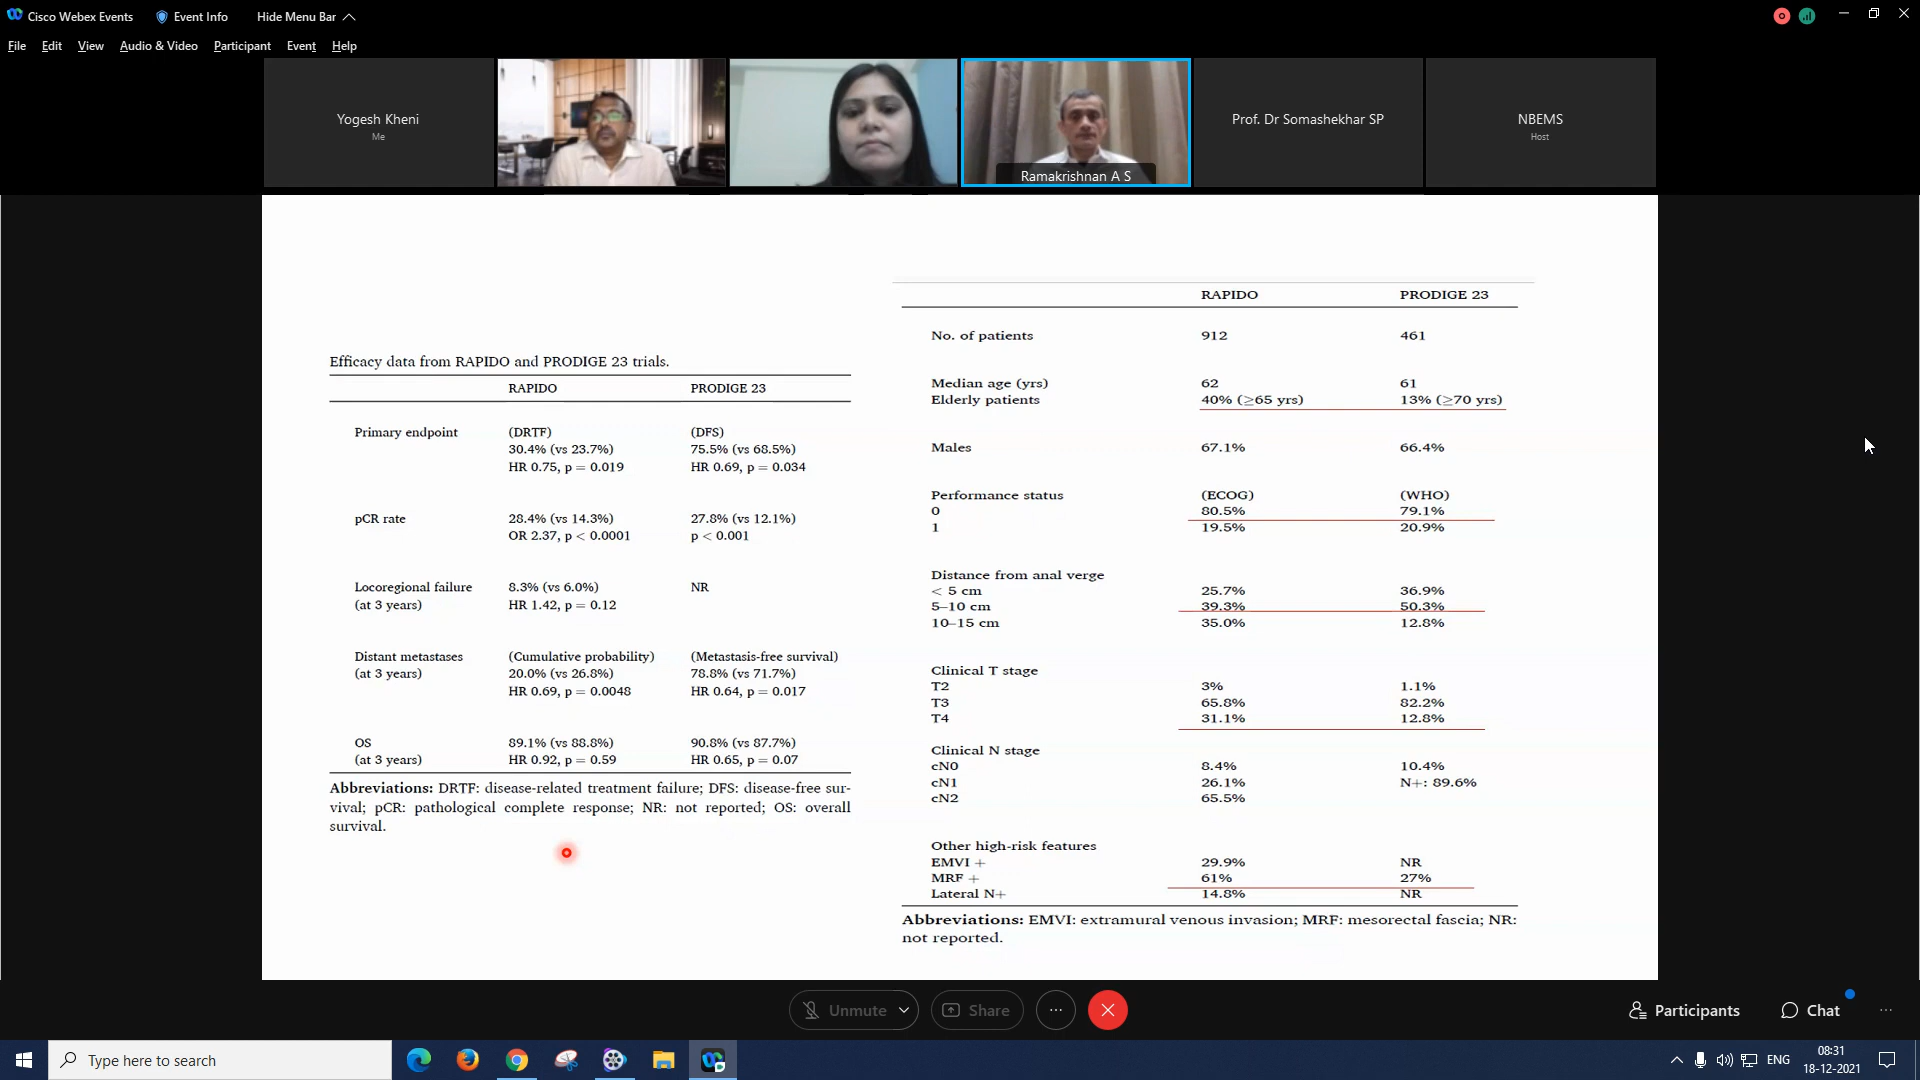 Cisco Webex Events
Event Info
Hide Menu Bar
File Edit View Audio & Video Participant Event Help
Yogesh Kheni
Me
Ramakrishnan A S
Prof. Dr Somashekhar SP
NBEMS
Host
Efficacy data from RAPIDO and PRODIGE 23 trials.
RAPIDO PRODIGE 23
Primary endpoint (DRTF) (DFS)
30.4% (vs 23.7%) 75.5% (vs 68.5%)
HR 0.75, p = 0.019 HR 0.69, p = 0.034
pCR rate 28.4% (vs 14.3%) 27.8% (vs 12.1%)
OR 2.37, p < 0.0001 p < 0.001
Locoregional failure 8.3% (vs 6.0%) NR
(at 3 years) HR 1.42, p = 0.12
Distant metastases (Cumulative probability) (Metastasis-free survival)
(at 3 years) 20.0% (vs 26.8%) 78.8% (vs 71.7%)
HR 0.69, p = 0.0048 HR 0.64, p = 0.017
OS 89.1% (vs 88.8%) 90.8% (vs 87.7%)
(at 3 years) HR 0.92, p = 0.59 HR 0.65, p = 0.07
Abbreviations: DRTF: disease-related treatment failure; DFS: disease-free sur-
vival; pCR: pathological complete response; NR: not reported; OS: overall
survival.
RAPIDO PRODIGE 23
No. of patients 912 461
Median age (yrs) 62 61
Elderly patients 40% (≥65 yrs) 13% (≥70 yrs)
Males 67.1% 66.4%
Performance status (ECOG) (WHO)
0 80.5% 79.1%
1 19.5% 20.9%
Distance from anal verge
< 5 cm 25.7% 36.9%
5–10 cm 39.3% 50.3%
10–15 cm 35.0% 12.8%
Clinical T stage
T2 3% 1.1%
T3 65.8% 82.2%
T4 31.1% 12.8%
Clinical N stage
cN0 8.4% 10.4%
cN1 26.1% N+: 89.6%
cN2 65.5%
Other high-risk features
EMVI + 29.9% NR
MRF + 61% 27%
Lateral N+ 14.8% NR
Abbreviations: EMVI: extramural venous invasion; MRF: mesorectal fascia; NR:
not reported.
Unmute
Share
Participants
Chat
Type here to search
ENG
08:31
18-12-2021